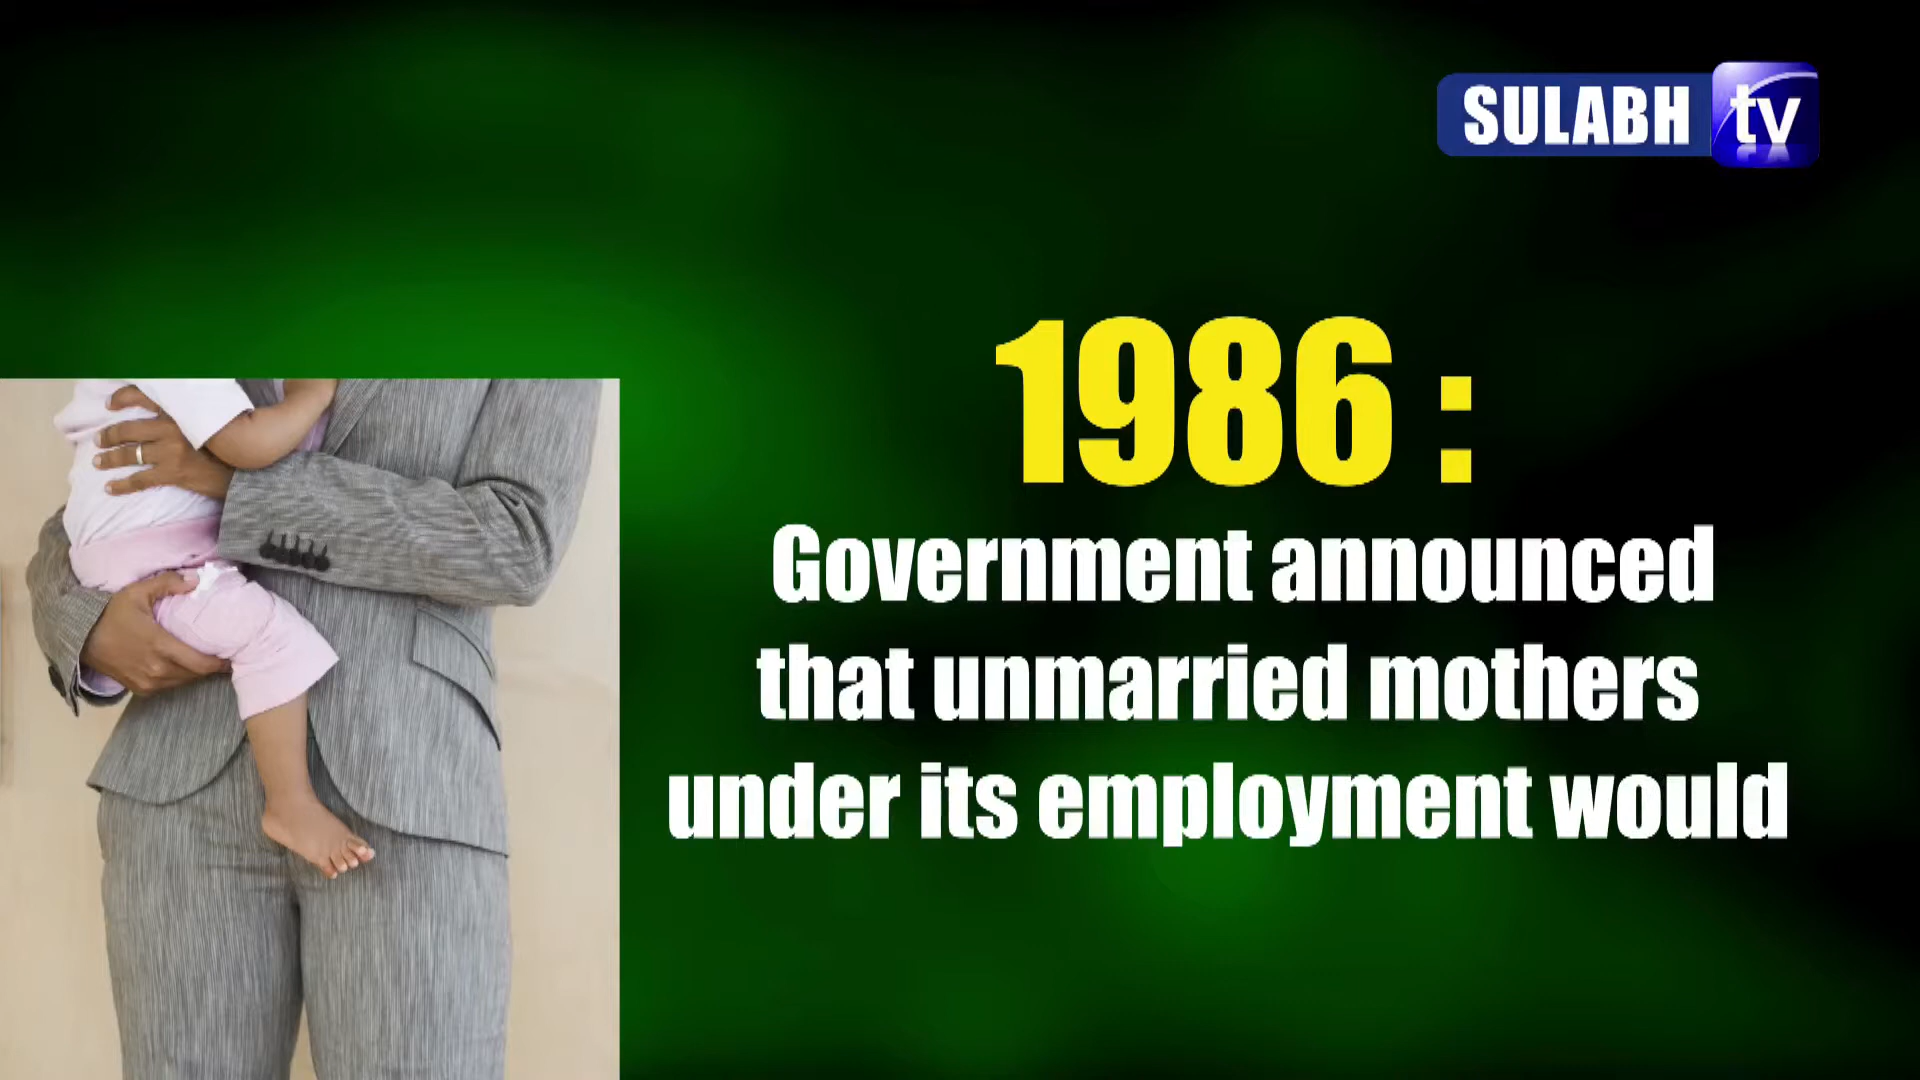 SULABH tv
1986 :
Government announced
that unmarried mothers
under its employment would